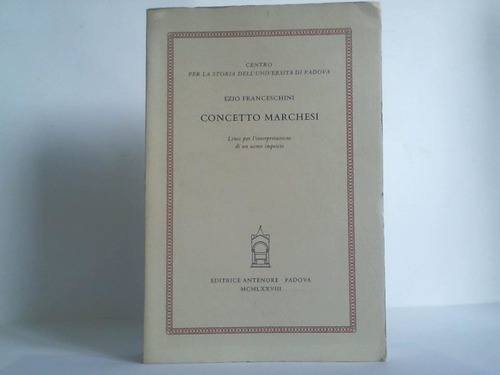 CENTRO
PER LA STORIA DELL'UNIVERSITÀ DI PADOVA
EZIO FRANCESCHINI
CONCETTO MARCHESI
Linee per l'interpretazione
di un uomo inquieto
EDITRICE ANTENORE · PADOVA
MCMLXXVIII